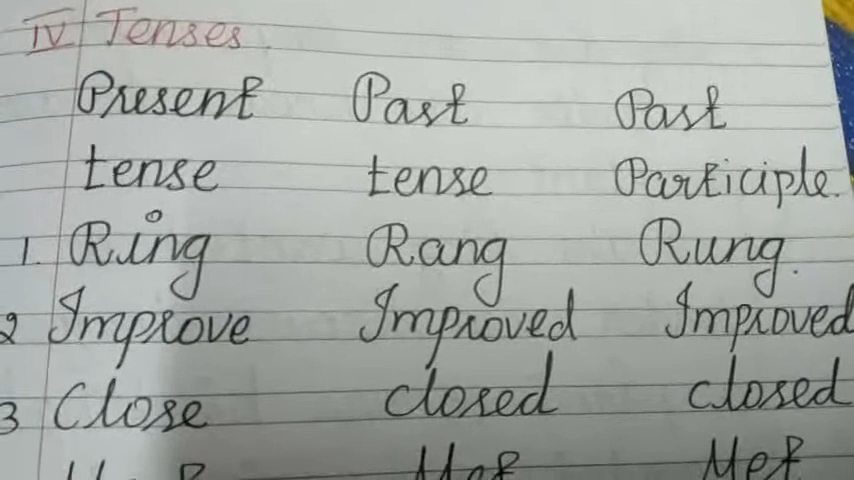 IV Tenses.
Present Past Past
tense tense Participle.
1. Ring Rang Rung.
2 Improve Improved Improved
3 Close closed closed
Met Met